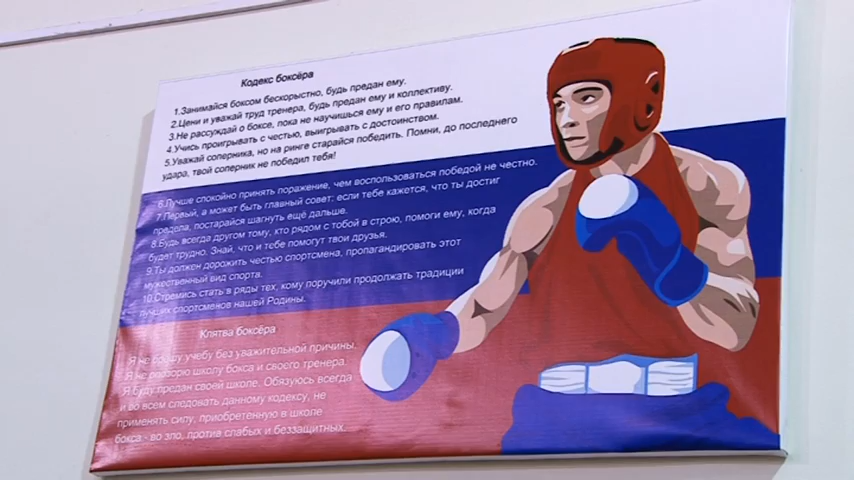 Кодекс боксёра
1.Занимайся боксом бескорыстно, будь предан ему.
2.Цени и уважай труд тренера, будь предан ему и коллективу.
3.Не рассуждай о боксе, пока не научишься ему и его правилам.
4.Учись проигрывать с честью, выигрывать с достоинством.
5.Уважай соперника, но на ринге старайся победить. Помни, до последнего
удара, твой соперник не победил тебя!
6.Лучше спокойно принять поражение, чем воспользоваться победой не честно.
7.Первый, а может быть главный совет: если тебе кажется, что ты достиг
предела, постарайся шагнуть ещё дальше.
8.Будь всегда другом тому, кто рядом с тобой в строю, помоги ему, когда
будет трудно. Знай, что и тебе помогут твои друзья.
9.Ты должен дорожить честью спортсмена, пропагандировать этот
мужественный вид спорта.
10.Стремись стать в ряды тех, кому поручили продолжать традиции
лучших спортсменов нашей Родины.
Клятва боксёра
Я не брошу учебу без уважительной причины.
Я не опозорю школу бокса и своего тренера.
Я буду предан своей школе. Обязуюсь всегда
и во всем следовать данному кодексу, не
применять силу, приобретенную в школе
бокса - во зло, против слабых и беззащитных.